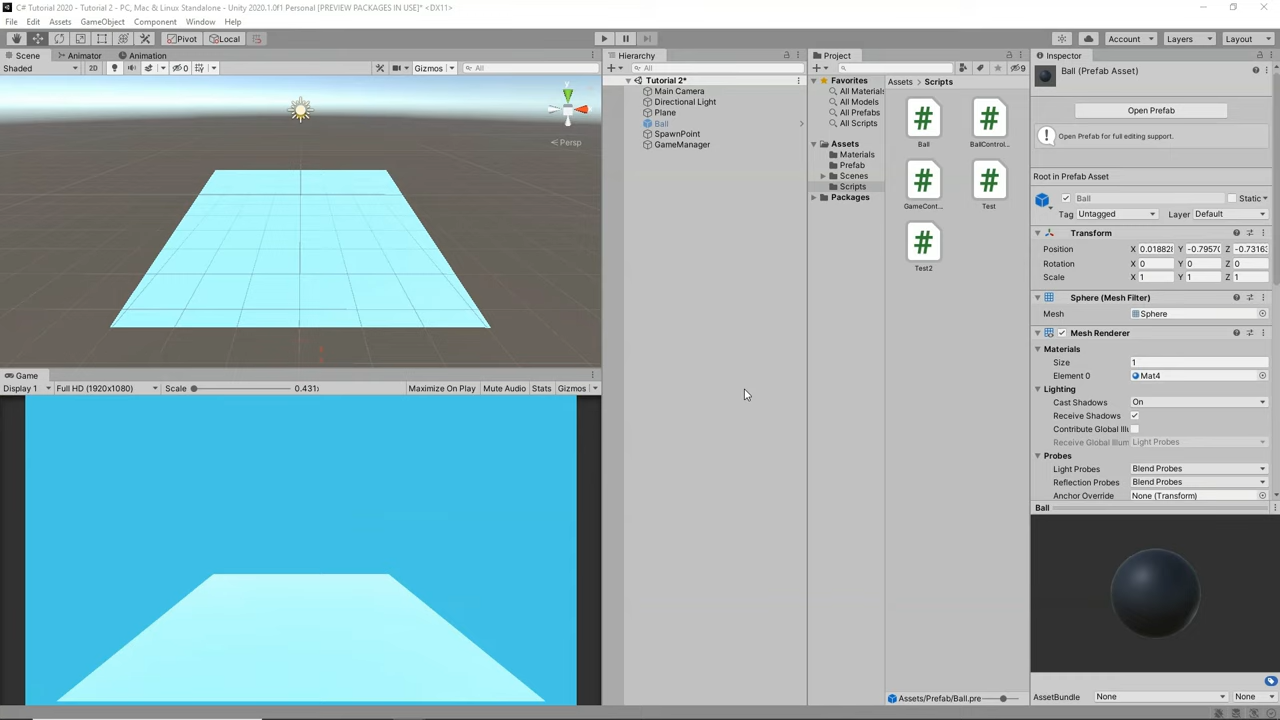 C# Tutorial 2020 - Tutorial 2 - PC, Mac & Linux Standalone - Unity 2020.1.0f1 Personal [PREVIEW PACKAGES IN USE]* <DX11>
File Edit Assets GameObject Component Window Help
Pivot Local Account Layers Layout
Scene Animator Animation
Shaded 2D 0 Gizmos All
Persp
Game
Display 1 Full HD (1920x1080) Scale 0.431 Maximize On Play Mute Audio Stats Gizmos
Hierarchy
All
Tutorial 2*
Main Camera
Directional Light
Plane
Ball
SpawnPoint
GameManager
Project
9
Favorites
All Materials
All Models
All Prefabs
All Scripts
Assets
Materials
Prefab
Scenes
Scripts
Packages
Assets > Scripts
Ball BallControl...
GameCont... Test
Test2
Assets/Prefab/Ball.pre
Inspector
Ball (Prefab Asset)
Open Prefab
Open Prefab for full editing support.
Root in Prefab Asset
Ball Static
Tag Untagged Layer Default
Transform
Position X 0.01882 Y -0.7957 Z -0.7316
Rotation X 0 Y 0 Z 0
Scale X 1 Y 1 Z 1
Sphere (Mesh Filter)
Mesh Sphere
Mesh Renderer
Materials
Size 1
Element 0 Mat4
Lighting
Cast Shadows On
Receive Shadows
Contribute Global Illu
Receive Global Illum Light Probes
Probes
Light Probes Blend Probes
Reflection Probes Blend Probes
Anchor Override None (Transform)
Ball
AssetBundle None None